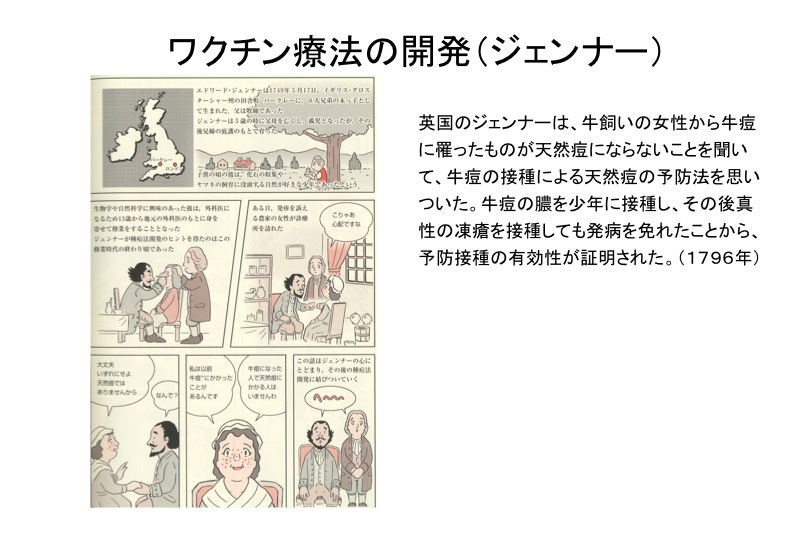 ワクチン療法の開発(ジェンナー)
エドワード・ジェンナーは1749年5月17日、イギリス・グロス
ターシャー州の田舎町 バークレーに、6人兄弟の末っ子とし
て生まれた 父は牧師であった
ジェンナーは5歳の時に父母を亡くし、孤児となったが、その
後兄姉の庇護のもとで育った
バークレー
ロンドン
子供の頃の彼は、化石の収集や
ヤマネの飼育に没頭する自然が好きな少年であったという
生物学や自然科学に興味のあった彼は、外科医に
なるため13歳から地元の外科医のもとに身を
寄せて修業をすることとなった
ジェンナーが種痘法開発のヒントを得たのはこの
修業時代の終わり頃であった
ある日、発疹を訴え
る農家の女性が診療
所を訪れた
こりゃあ
心配ですな
大丈夫
いずれにせよ
天然痘では
ありませんから
なんで?
私は以前
牛痘*にかかった
ことが
あるんです
牛痘になった
人で天然痘に
かかる人は
いませんわ
この話はジェンナーの心に
とどまり、その後の種痘法
開発に結びついていく
へ〜〜
英国のジェンナーは、牛飼いの女性から牛痘
に罹ったものが天然痘にならないことを聞い
て、牛痘の接種による天然痘の予防法を思い
ついた。牛痘の膿を少年に接種し、その後真
性の凍瘡を接種しても発病を免れたことから、
予防接種の有効性が証明された。(1796年)